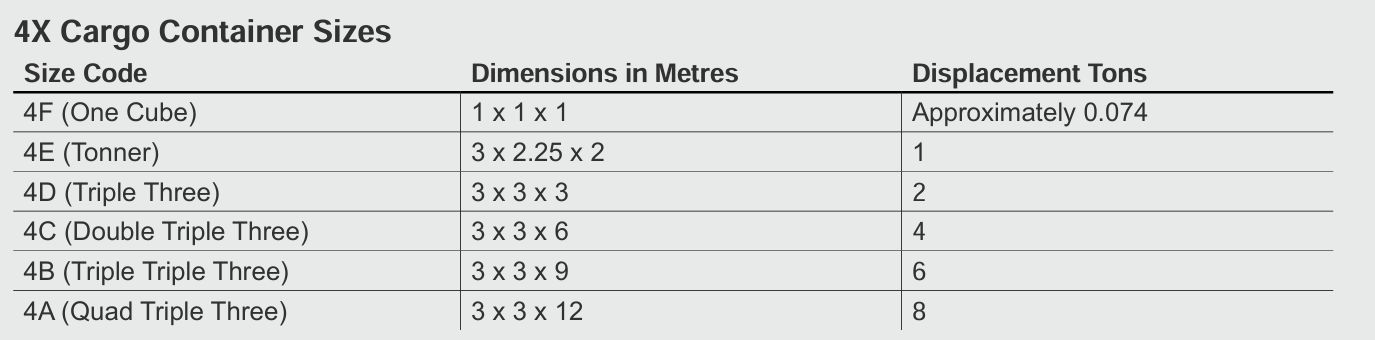 4X Cargo Container Sizes
Size Code Dimensions in Metres Displacement Tons
4F (One Cube) 1 x 1 x 1 Approximately 0.074
4E (Tonner) 3 x 2.25 x 2 1
4D (Triple Three) 3 x 3 x 3 2
4C (Double Triple Three) 3 x 3 x 6 4
4B (Triple Triple Three) 3 x 3 x 9 6
4A (Quad Triple Three) 3 x 3 x 12 8